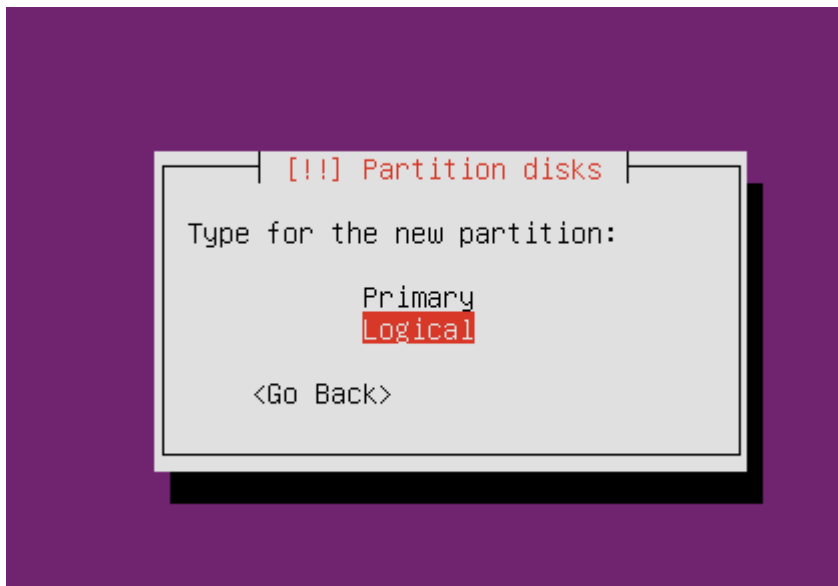 [!!] Partition disks
Type for the new partition:
Primary
Logical
<Go Back>